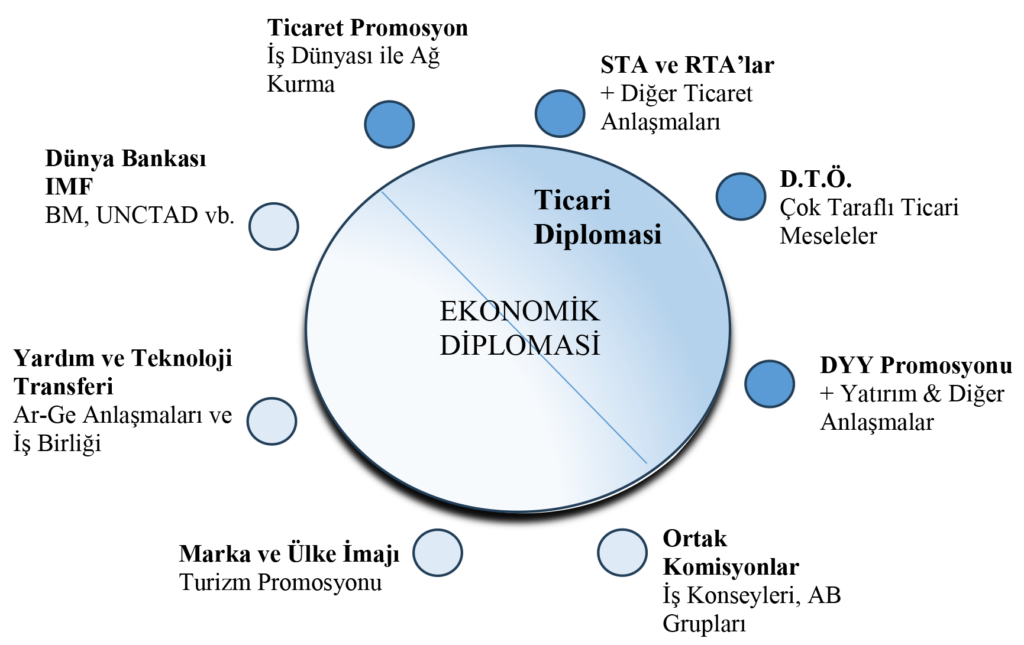 Ticaret Promosyon
İş Dünyası ile Ağ
Kurma
STA ve RTA’lar
+ Diğer Ticaret
Anlaşmaları
Dünya Bankası
IMF
BM, UNCTAD vb.
D.T.Ö.
Çok Taraflı Ticari
Meseleler
Ticari
Diplomasi
EKONOMİK
DİPLOMASİ
Yardım ve Teknoloji
Transferi
Ar-Ge Anlaşmaları ve
İş Birliği
DYY Promosyonu
+ Yatırım & Diğer
Anlaşmalar
Marka ve Ülke İmajı
Turizm Promosyonu
Ortak
Komisyonlar
İş Konseyleri, AB
Grupları